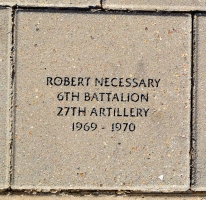 ROBERT NECESSARY
6TH BATTALION
27TH ARTILLERY
1969 - 1970